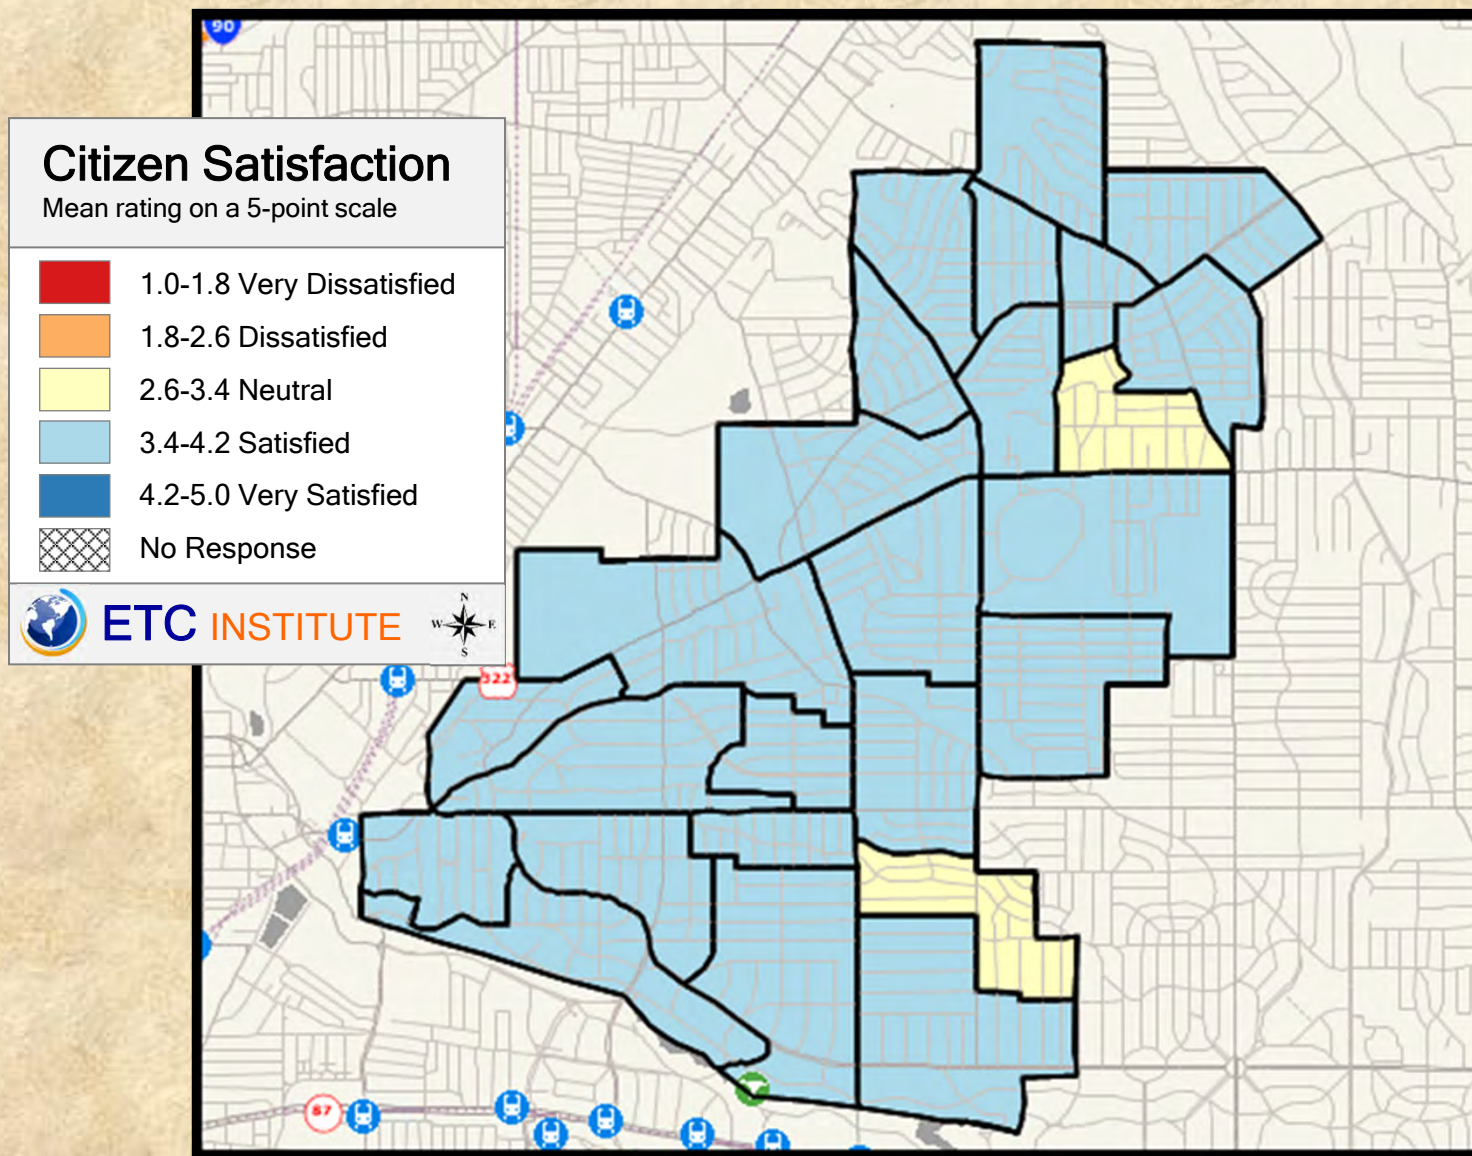 90
Citizen Satisfaction
Mean rating on a 5-point scale
1.0-1.8 Very Dissatisfied
1.8-2.6 Dissatisfied
2.6-3.4 Neutral
3.4-4.2 Satisfied
4.2-5.0 Very Satisfied
No Response
ETC INSTITUTE
N
W E
S
322
87